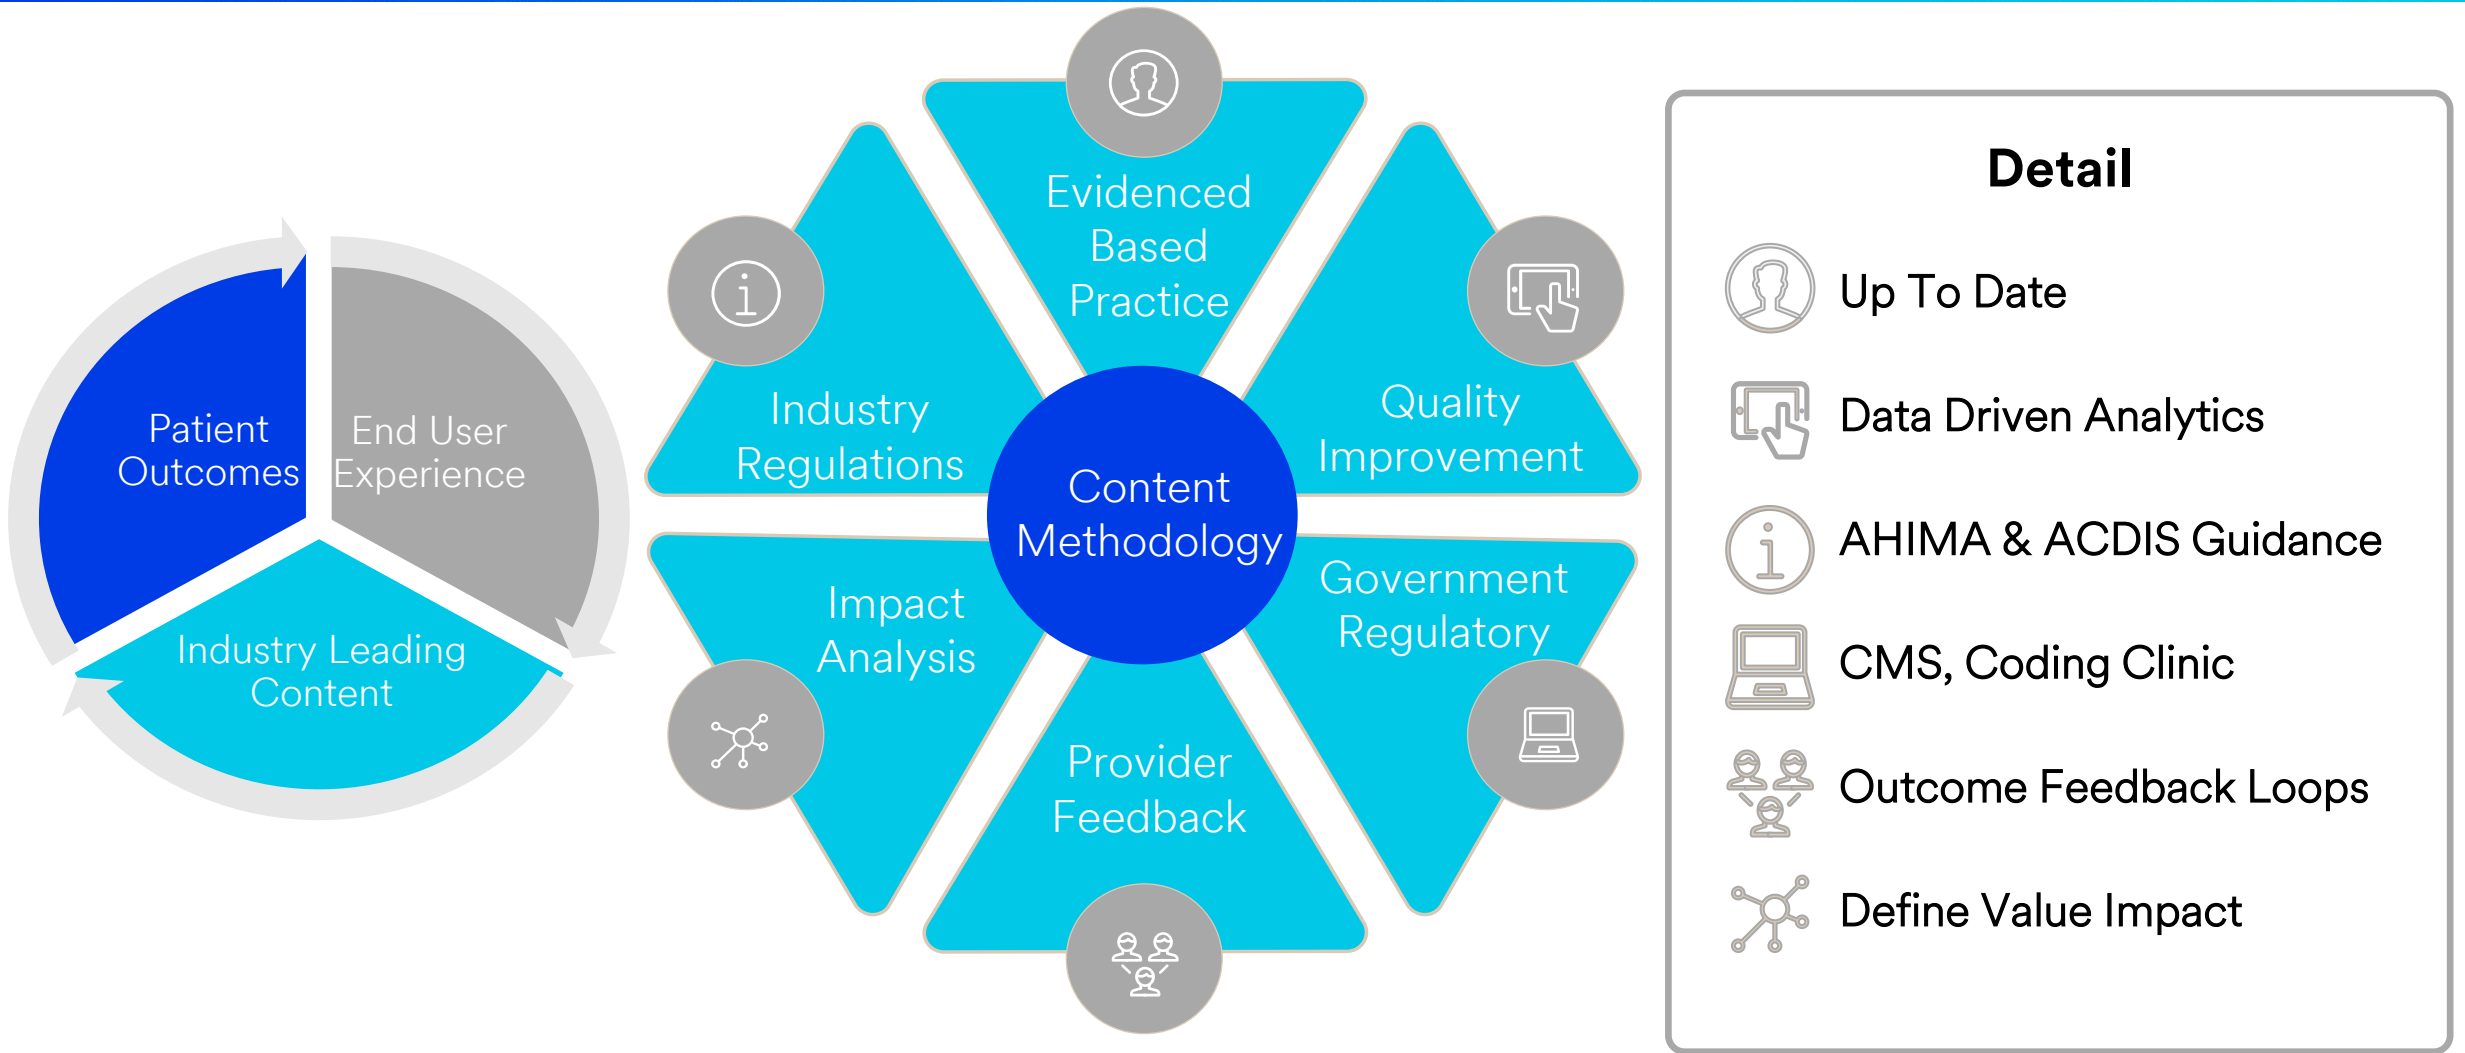 Patient
Outcomes
End User
Experience
Industry Leading
Content
Evidenced
Based
Practice
Quality
Improvement
Government
Regulatory
Provider
Feedback
Impact
Analysis
Industry
Regulations
Content
Methodology
Detail
Up To Date
Data Driven Analytics
AHIMA & ACDIS Guidance
CMS, Coding Clinic
Outcome Feedback Loops
Define Value Impact